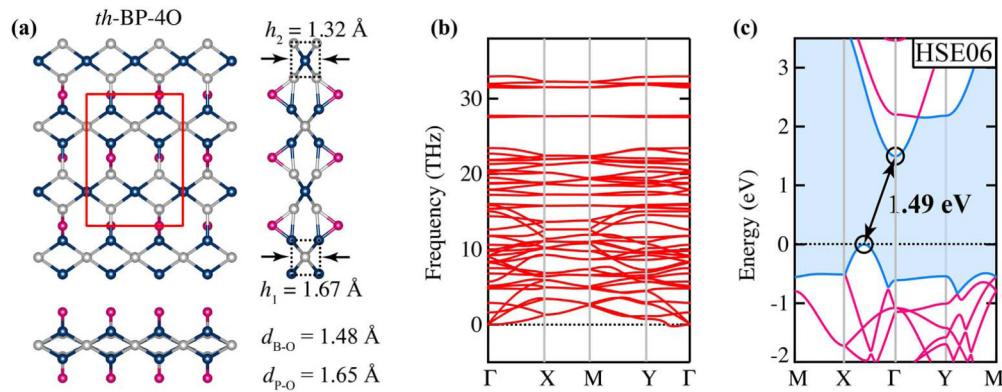 (a)
th-BP-4O
h2 = 1.32 Å
h1 = 1.67 Å
dB-O = 1.48 Å
dP-O = 1.65 Å
(b)
Frequency (THz)
30
20
10
0
Γ X M Y Γ
(c)
HSE06
Energy (eV)
3
2
1
0
-1
-2
1.49 eV
M X Γ Y M